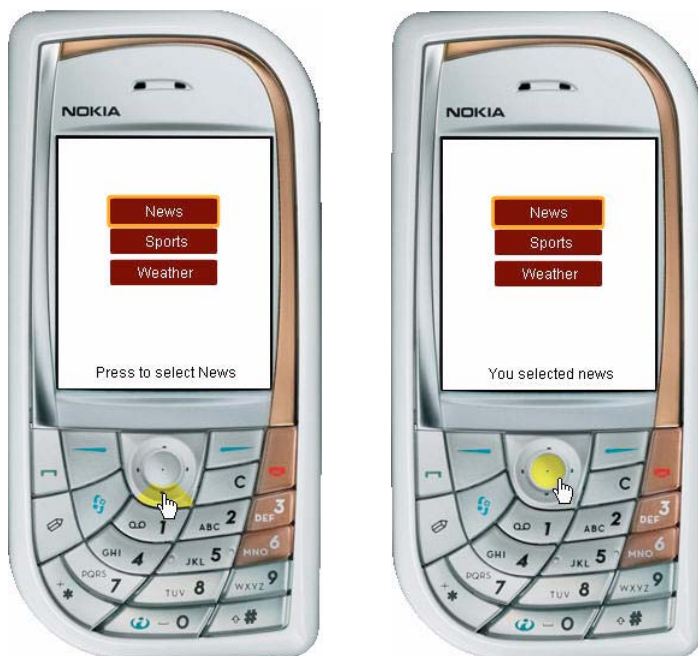 NOKIA
News
Sports
Weather
Press to select News
C
1
ABC 2
DEF 3
GHI 4
JKL 5
MNO 6
PQRS 7
TUV 8
WXYZ 9
+ *
0
#
NOKIA
News
Sports
Weather
You selected news
C
1
ABC 2
DEF 3
GHI 4
JKL 5
MNO 6
PQRS 7
TUV 8
WXYZ 9
+ *
0
#